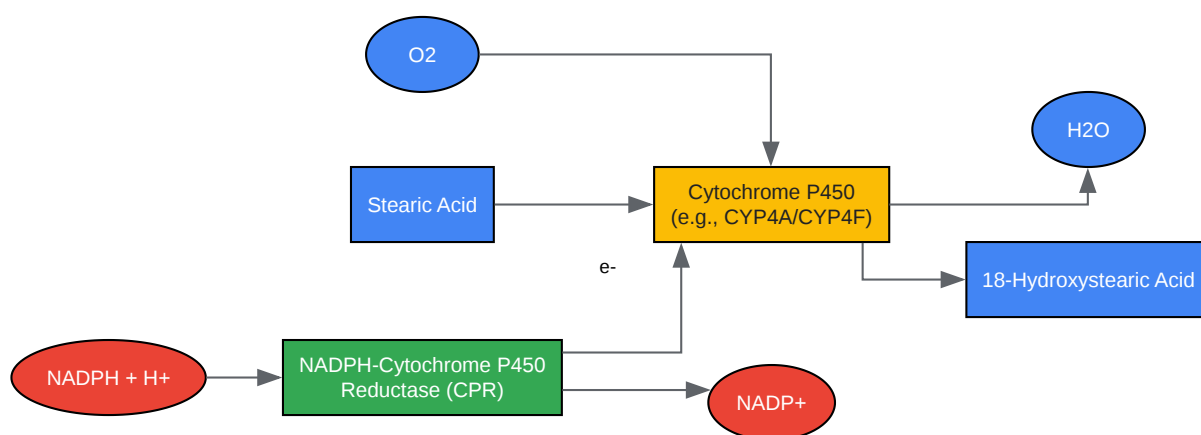 O2
H2O
Stearic Acid
Cytochrome P450
(e.g., CYP4A/CYP4F)
e-
18-Hydroxystearic Acid
NADPH + H+
NADPH-Cytochrome P450
Reductase (CPR)
NADP+